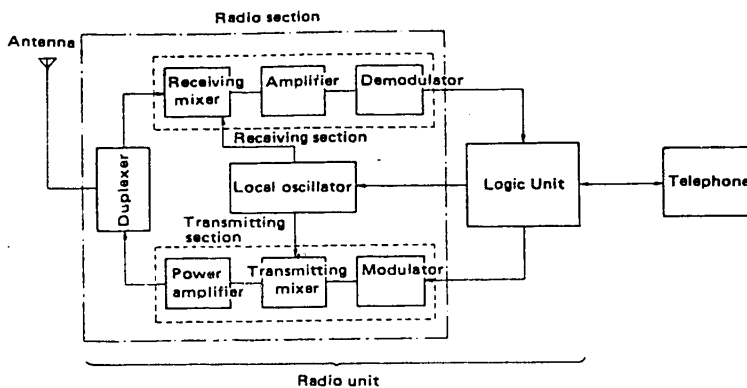 Radio section
Antenna
Receiving
mixer
Amplifier
Demodulator
Receiving section
Duplexer
Local oscillator
Logic Unit
Telephone
Transmitting
section
Power
amplifier
Transmitting
mixer
Modulator
Radio unit